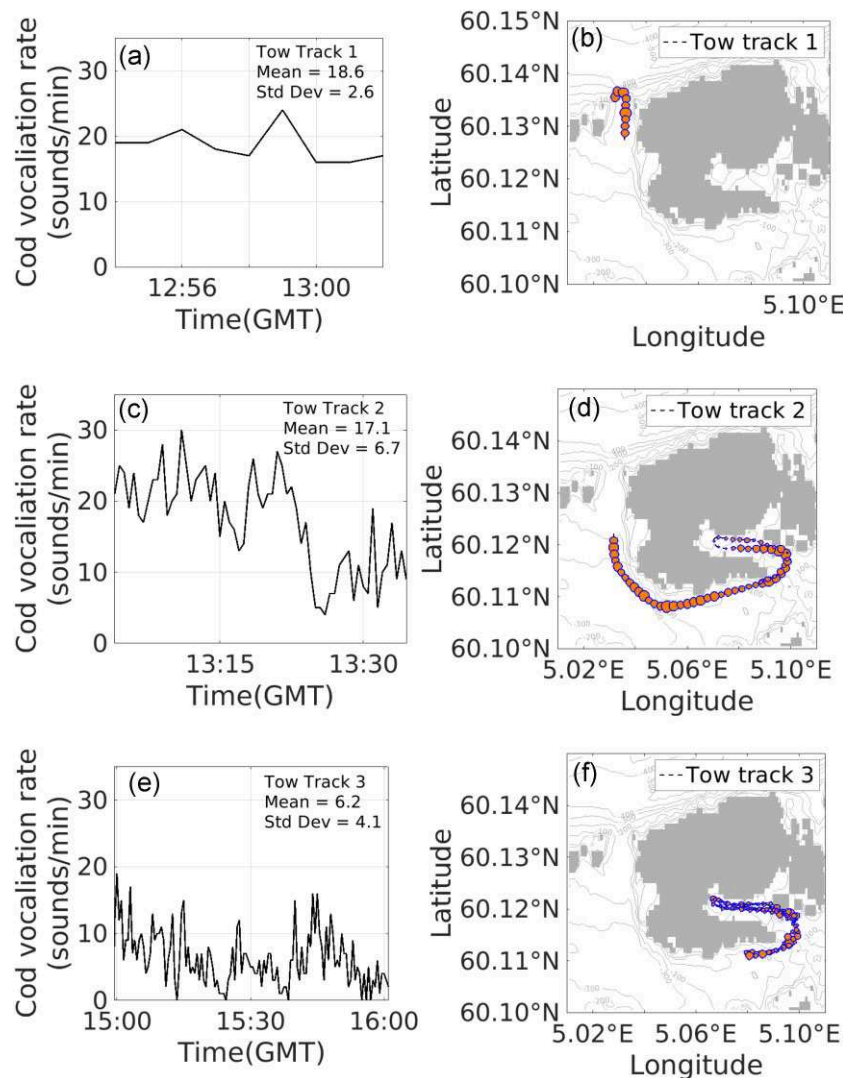 (a)
Tow Track 1
Mean = 18.6
Std Dev = 2.6
30
20
10
0
Cod vocaliation rate
(sounds/min)
12:56
13:00
Time(GMT)
(b)
Tow track 1
60.15°N
60.14°N
60.13°N
60.12°N
60.11°N
60.10°N
Latitude
5.10°E
Longitude
(c)
Tow Track 2
Mean = 17.1
Std Dev = 6.7
30
20
10
0
Cod vocaliation rate
(sounds/min)
13:15
13:30
Time(GMT)
(d)
Tow track 2
60.14°N
60.13°N
60.12°N
60.11°N
60.10°N
Latitude
5.02°E
5.06°E
5.10°E
Longitude
(e)
Tow Track 3
Mean = 6.2
Std Dev = 4.1
30
20
10
0
Cod vocaliation rate
(sounds/min)
15:00
15:30
16:00
Time(GMT)
(f)
Tow track 3
60.14°N
60.13°N
60.12°N
60.11°N
60.10°N
Latitude
5.02°E
5.06°E
5.10°E
Longitude